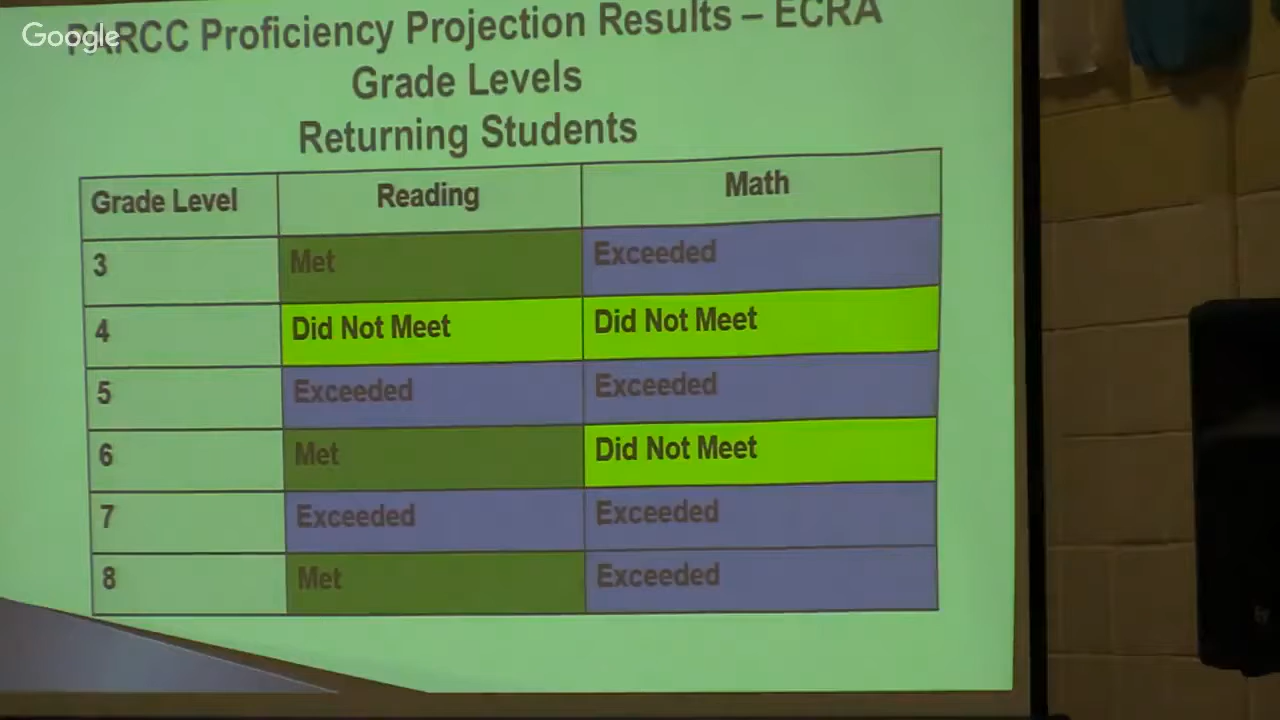 Google
PARCC Proficiency Projection Results – ECRA
Grade Levels
Returning Students
Grade Level Reading Math
3 Met Exceeded
4 Did Not Meet Did Not Meet
5 Exceeded Exceeded
6 Met Did Not Meet
7 Exceeded Exceeded
8 Met Exceeded